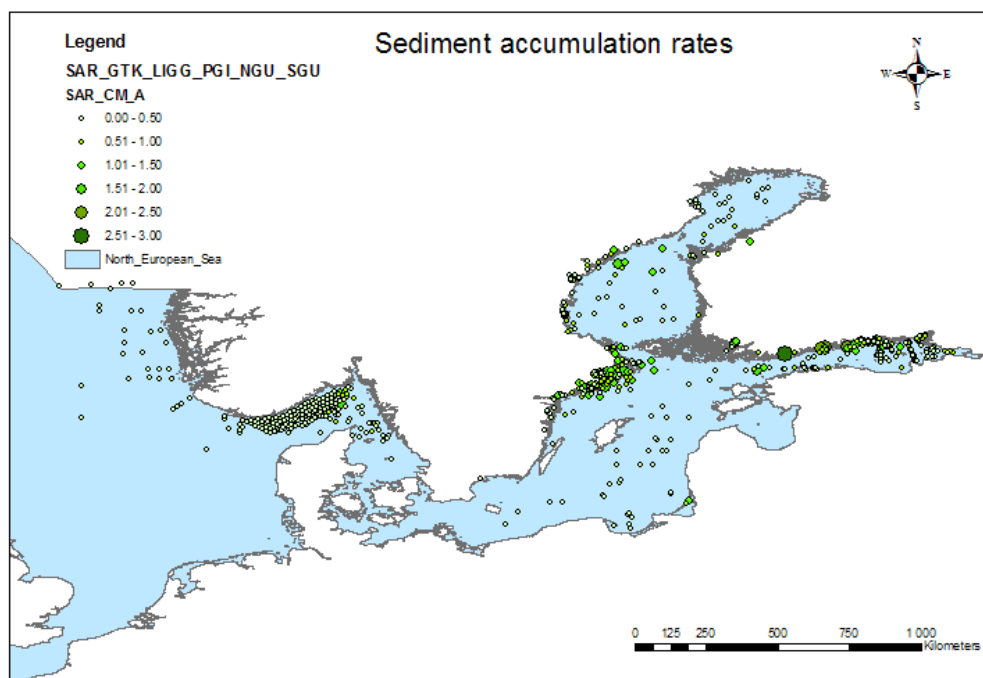 Legend
Sediment accumulation rates
SAR_GTK_LIGG_PGI_NGU_SGU
SAR_CM_A
0.00 - 0.50
0.51 - 1.00
1.01 - 1.50
1.51 - 2.00
2.01 - 2.50
2.51 - 3.00
North_European_Sea
N
W E
S
0 125 250 500 750 1 000
Kilometers